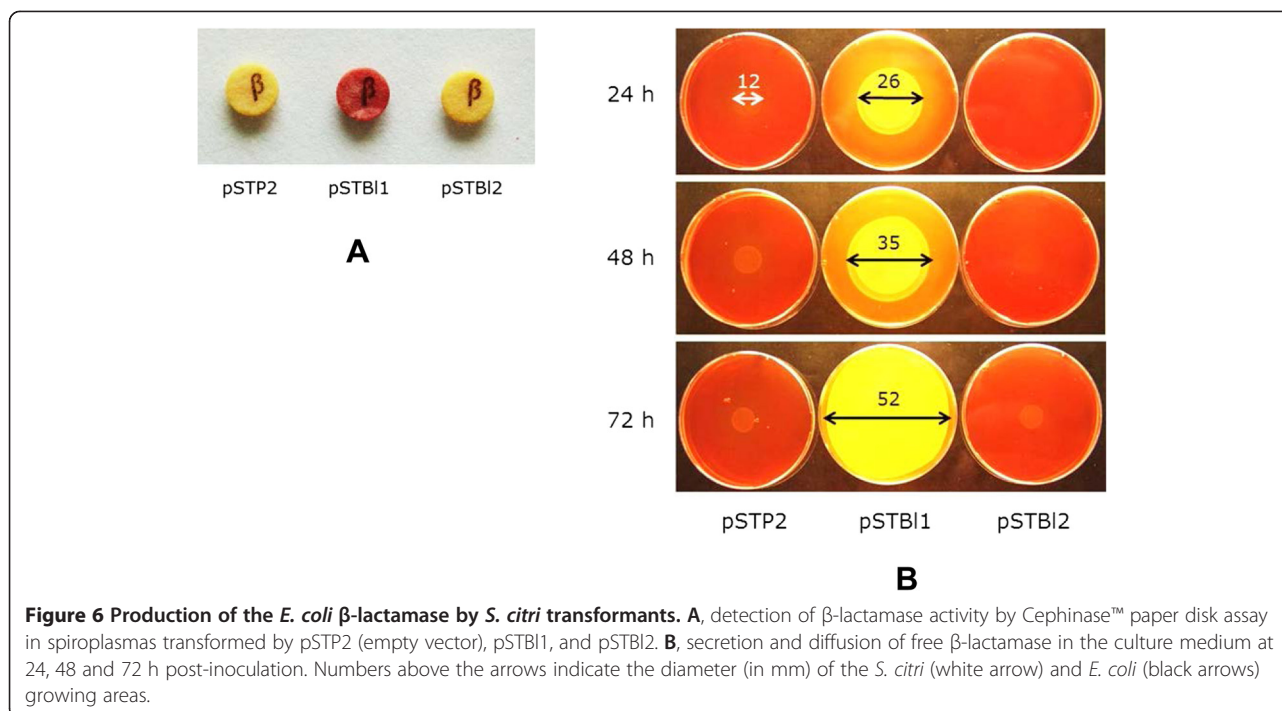 β β β
pSTP2 pSTBl1 pSTBl2
A
24 h
12 26
48 h
35
72 h
52
pSTP2 pSTBl1 pSTBl2
B
Figure 6 Production of the E. coli β-lactamase by S. citri transformants. A, detection of β-lactamase activity by Cephinase™ paper disk assay
in spiroplasmas transformed by pSTP2 (empty vector), pSTBl1, and pSTBl2. B, secretion and diffusion of free β-lactamase in the culture medium at
24, 48 and 72 h post-inoculation. Numbers above the arrows indicate the diameter (in mm) of the S. citri (white arrow) and E. coli (black arrows)
growing areas.